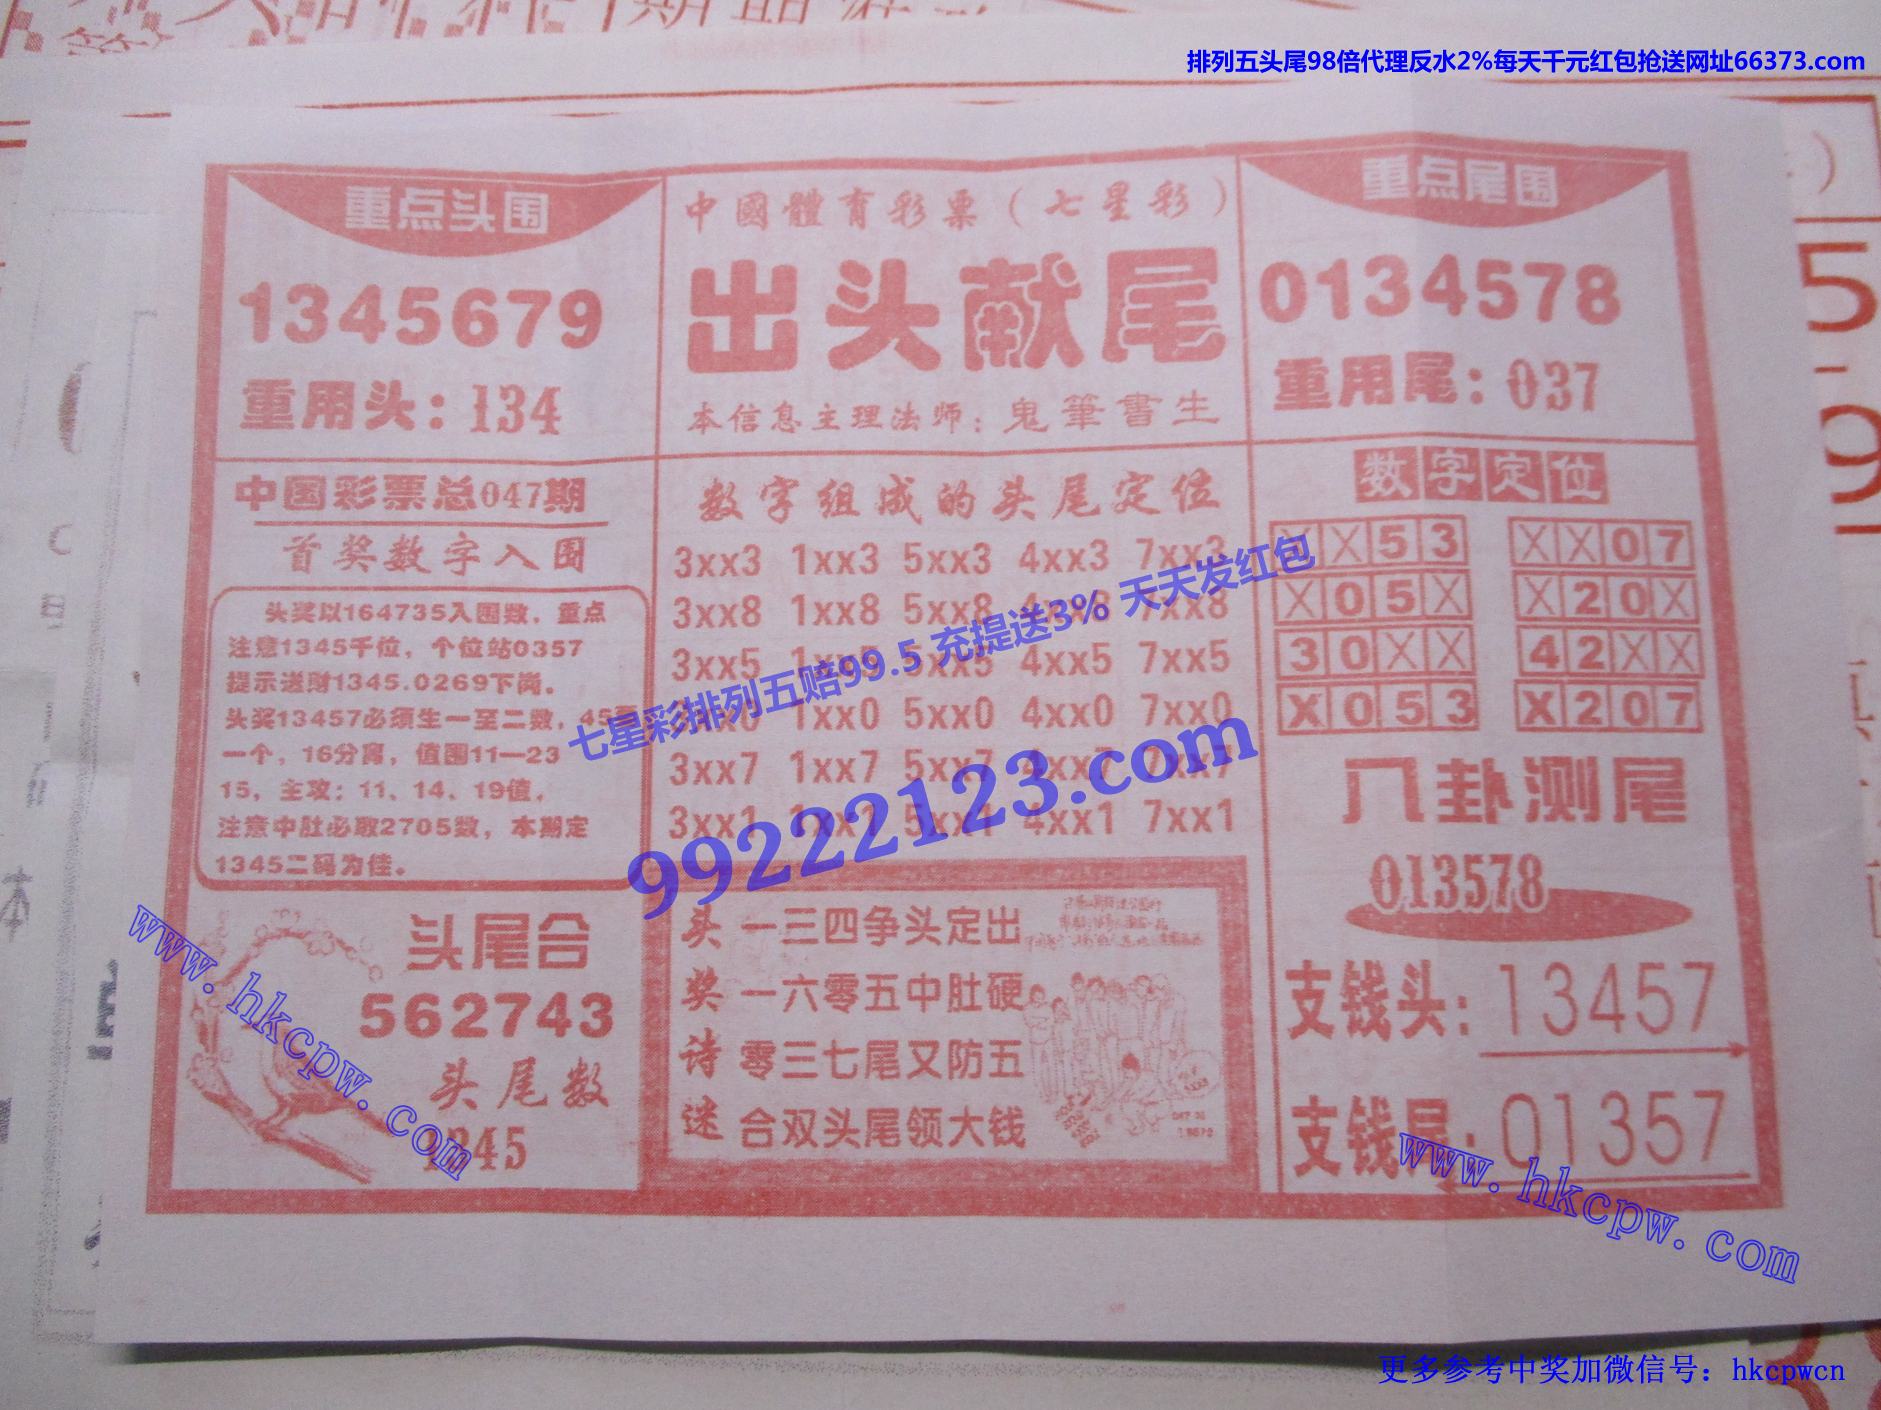 排列五头尾98倍代理反水2%每天千元红包抢送网址66373.com
重点头围
1345679
重用头：134
中國體育彩票（七星彩）
出头献尾
本信息主理法师：鬼筆書生
重点尾围
0134578
重用尾：037
中国彩票总047期
首奖数字入围
头奖以164735入围数，重点
注意1345千位，个位站0357
提示送财1345.0269下岗。
头奖13457必须生一至二数，45
一个，16分离，值围11—23
15，主攻：11、14、19值，
注意中肚必取2705数，本期定
1345二码为佳。
数字组成的头尾定位
3xx3 1xx3 5xx3 4xx3 7xx3
3xx8 1xx8 5xx8 4xx8 7xx8
3xx5 1xx5 5xx5 4xx5 7xx5
1xx0 5xx0 4xx0 7xx0
3xx7 1xx7 5xx7 4xx7 7xx7
3xx1 1xx1 5xx1 4xx1 7xx1
七星彩排列五赔99.5 充提送3% 天天发红包
99222123.com
数字定位
XX53 XX07
X05X X20X
30XX 42XX
X053 X207
八卦测尾
013578
支钱头：13457
支钱尾：01357
头尾合
562743
头尾数
1345
头奖诗迷
一三四争头定出
一六零五中肚硬
零三七尾又防五
合双头尾领大钱
www.hkcpw.com
www.hkcpw.com
更多参考中奖加微信号：hkcpwcn